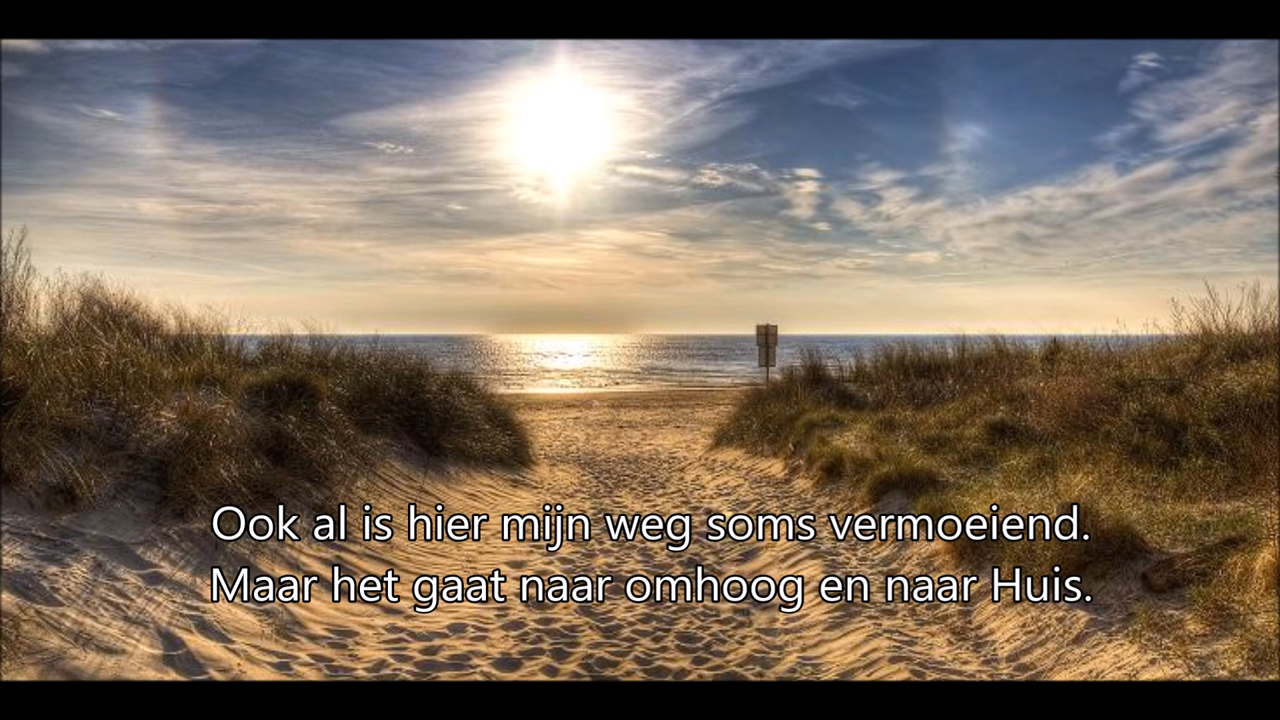 Ook al is hier mijn weg soms vermoeiend.
Maar het gaat naar omhoog en naar Huis.